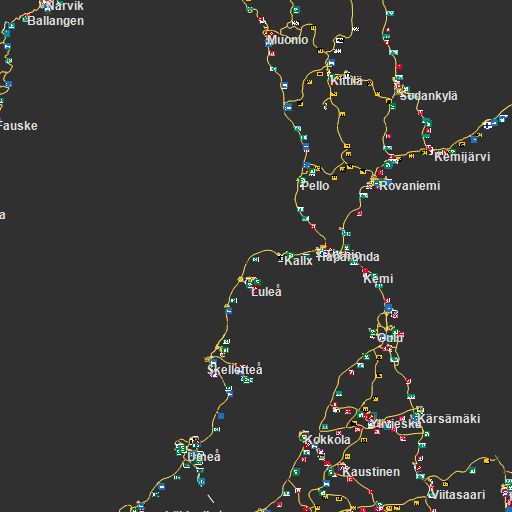 Narvik
Ballangen
Muonio
Kittilä
Sodankylä
Fauske
Kemijärvi
Pello
Rovaniemi
Kalix
Haparanda
Kemi
Luleå
Oulu
Skellefteå
Kärsämäki
Ylivieska
Kokkola
Umeå
Kaustinen
Viitasaari